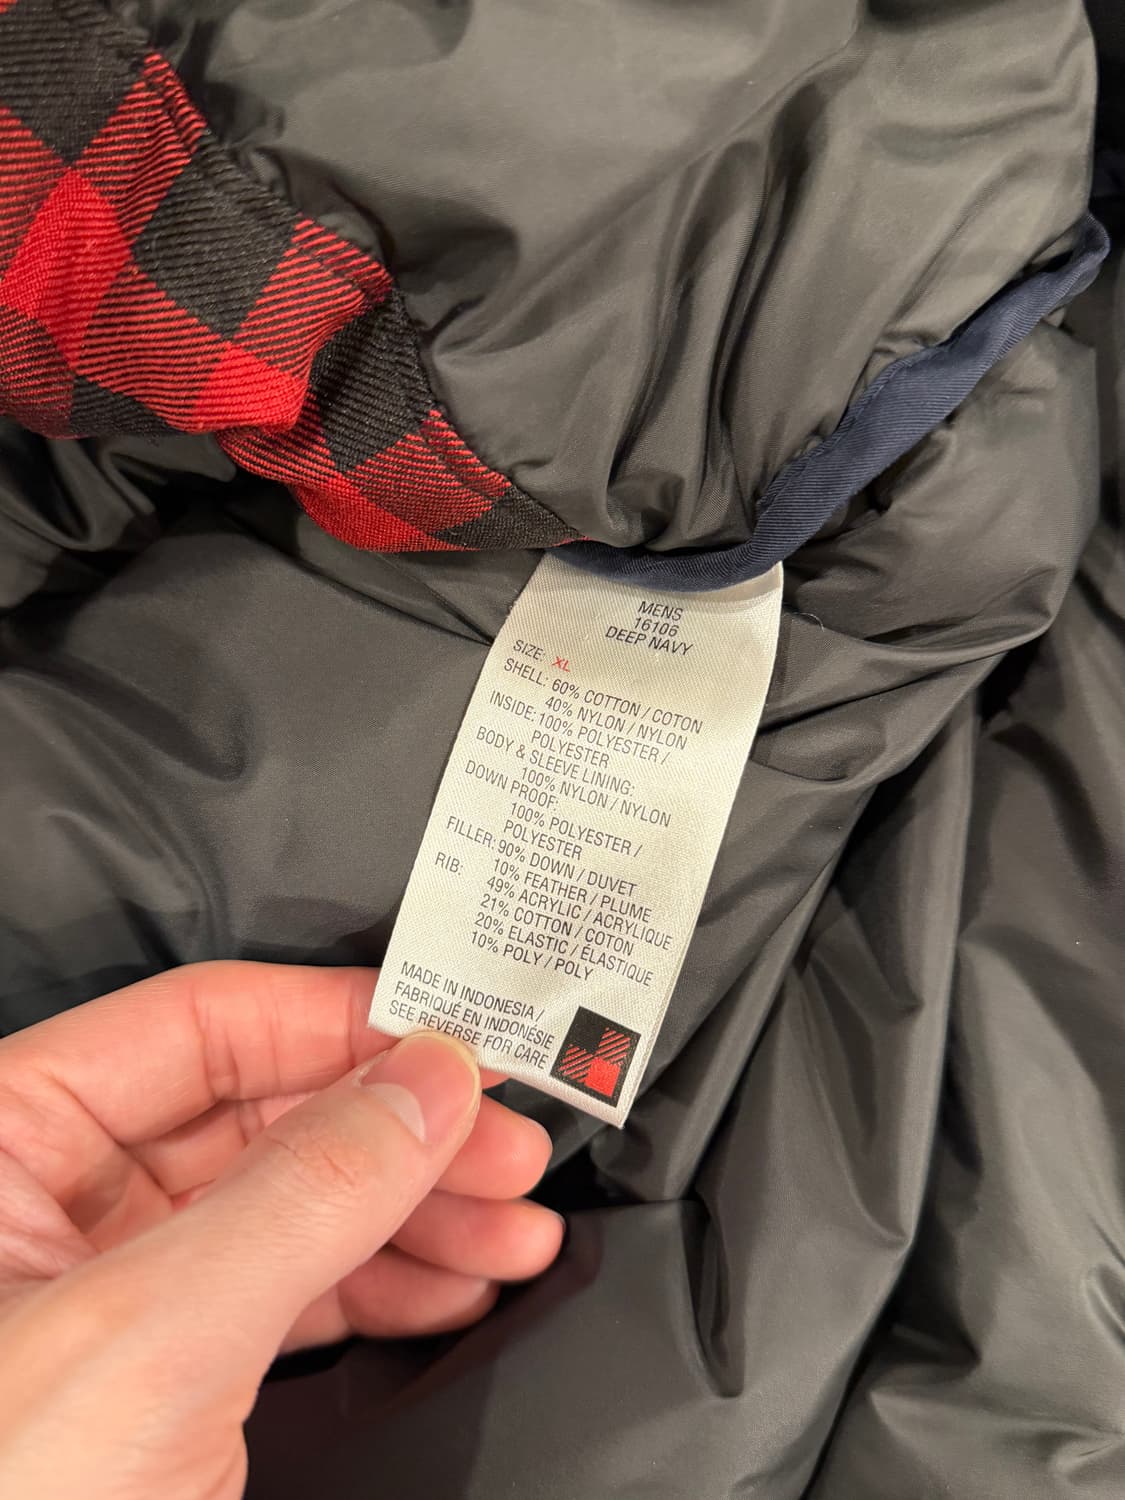 MENS
16106
DEEP NAVY
SIZE: XL
SHELL: 60% COTTON / COTON
40% NYLON / NYLON
INSIDE: 100% POLYESTER /
POLYESTER
BODY & SLEEVE LINING:
100% NYLON / NYLON
DOWN PROOF:
100% POLYESTER /
POLYESTER
FILLER: 90% DOWN / DUVET
10% FEATHER / PLUME
RIB: 49% ACRYLIC / ACRYLIQUE
21% COTTON / COTON
20% ELASTIC / ÉLASTIQUE
10% POLY / POLY
MADE IN INDONESIA /
FABRIQUÉ EN INDONÉSIE
SEE REVERSE FOR CARE